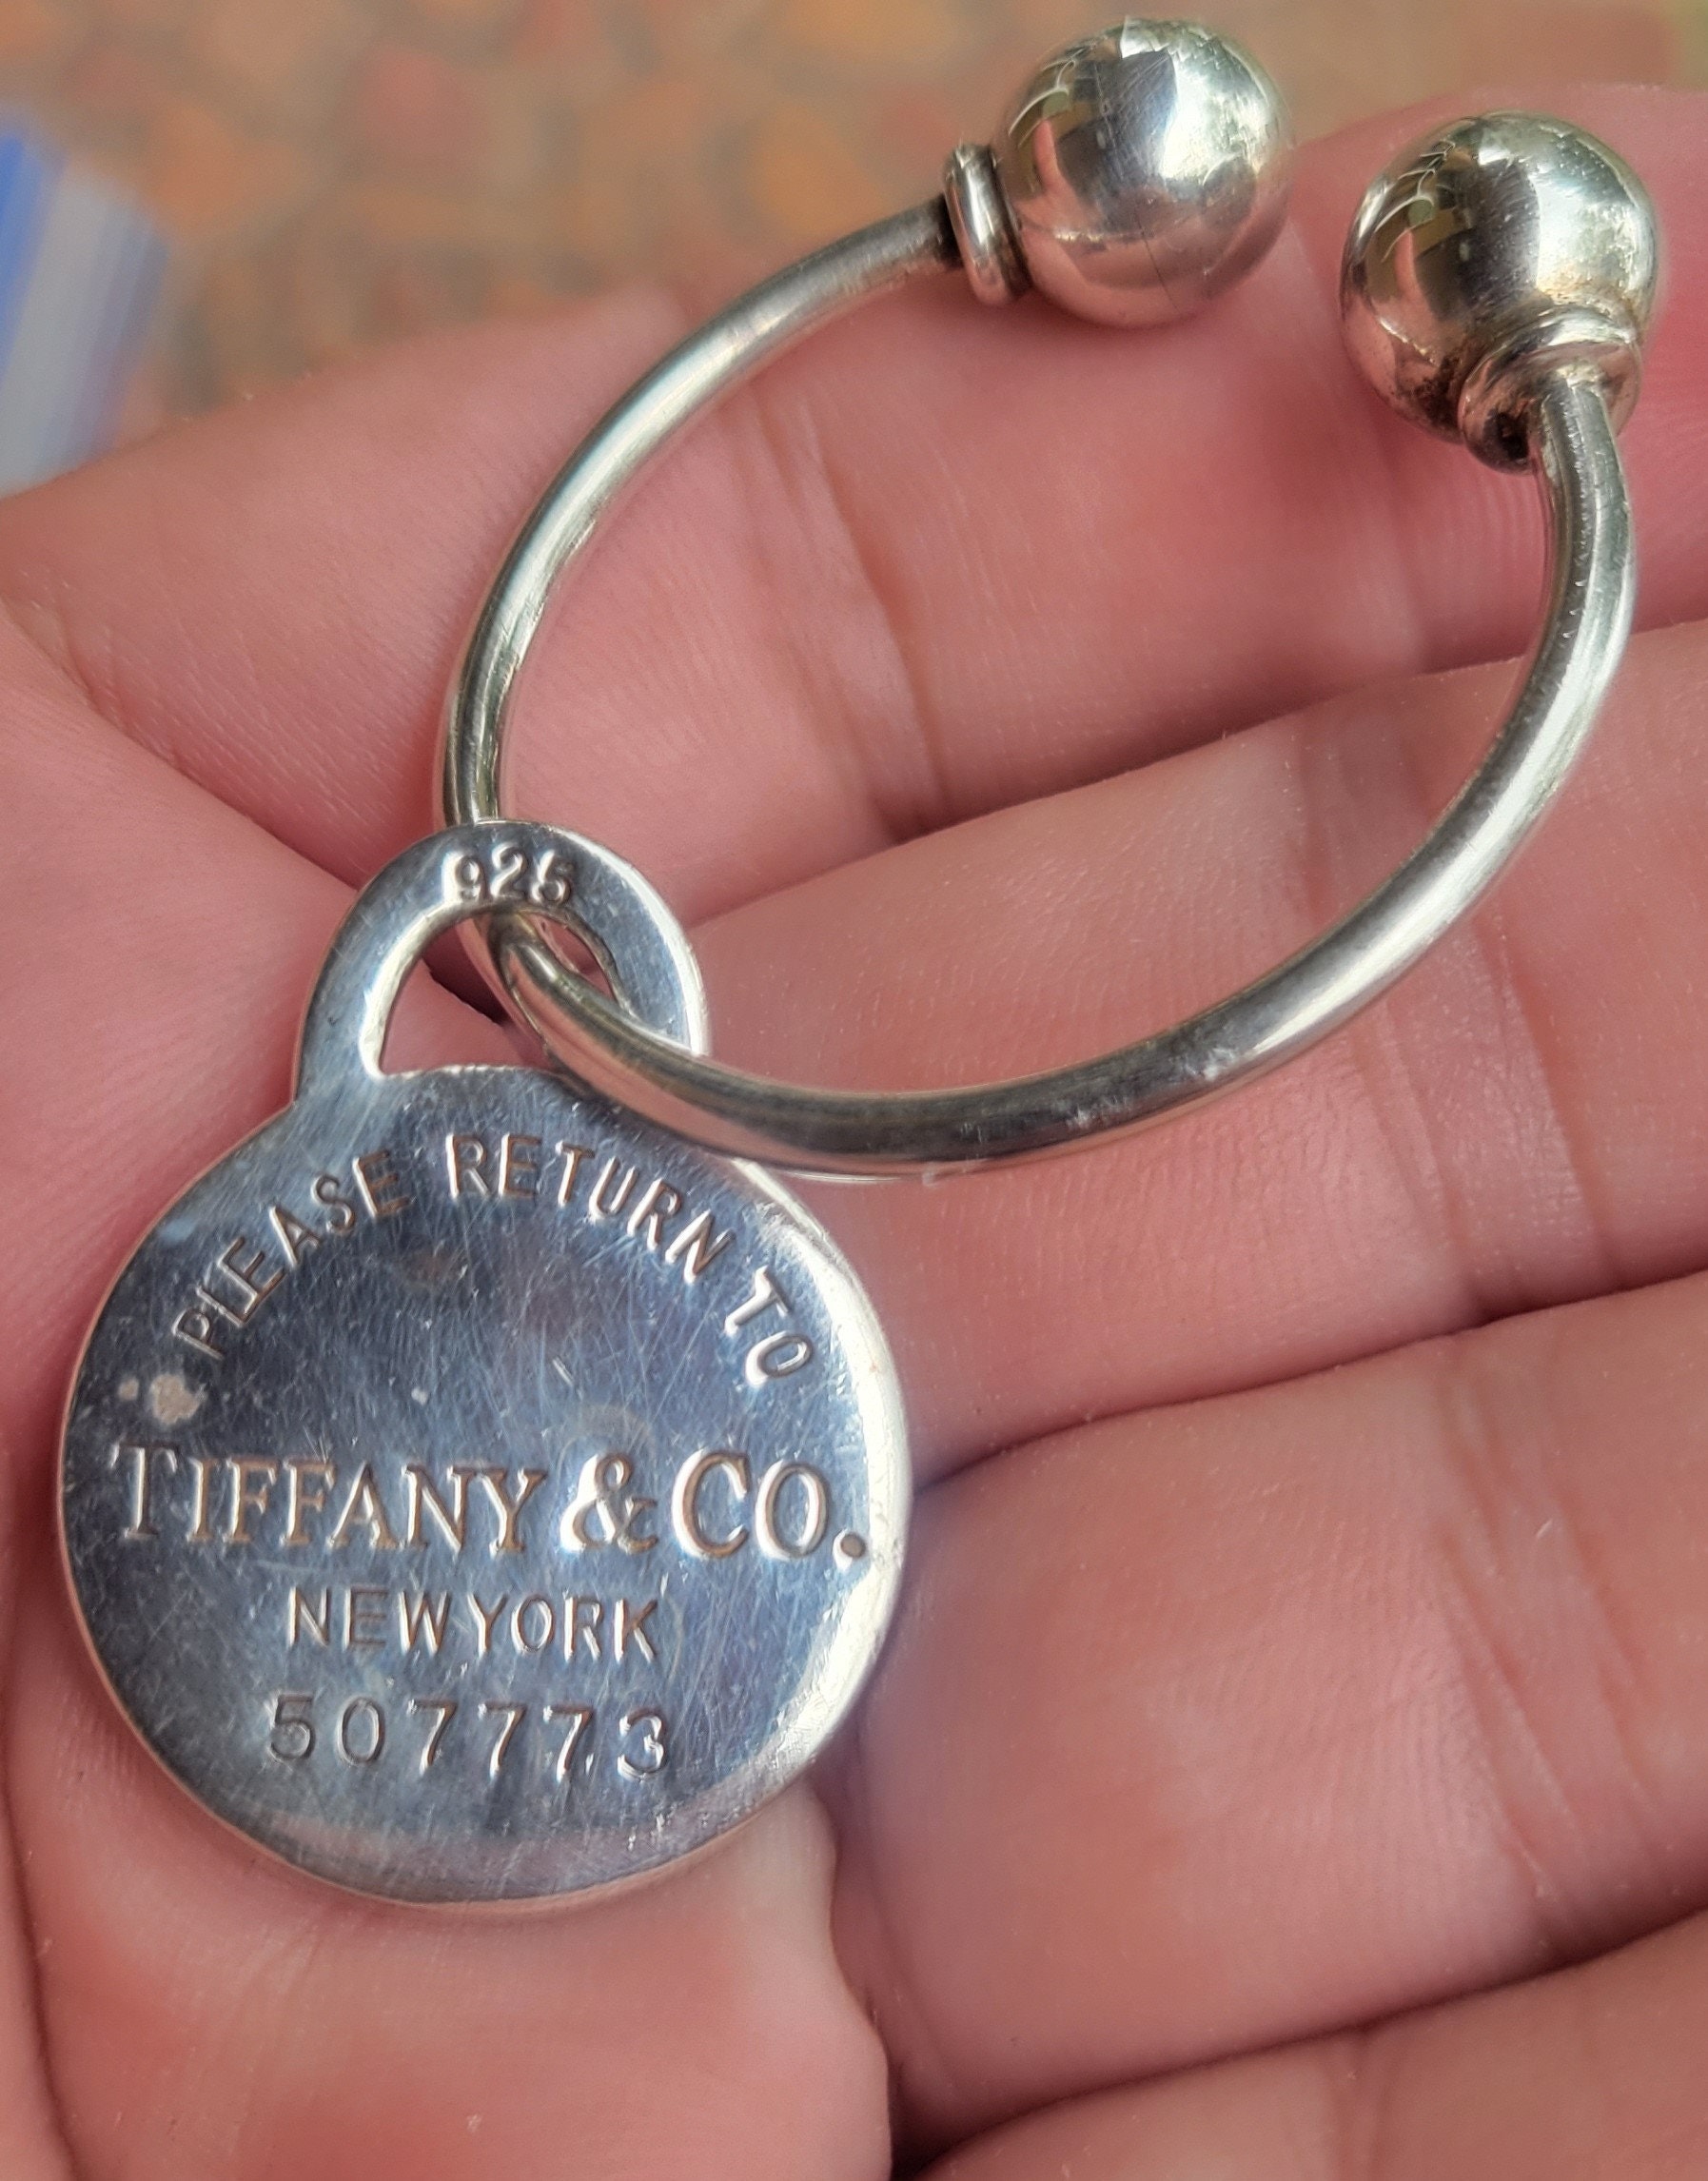 925
PLEASE RETURN TO
TIFFANY & CO.
NEW YORK
507773